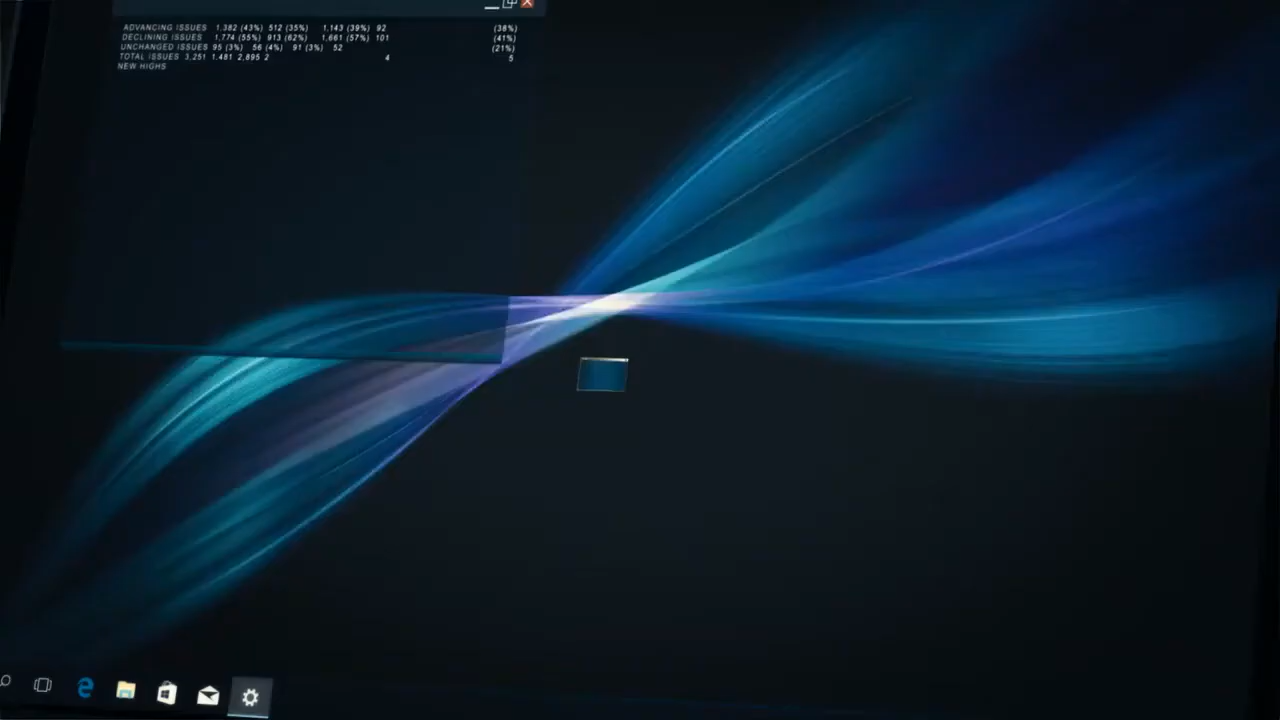 ADVANCING ISSUES 1,382 (43%) 512 (35%) 1,143 (39%) 92 (38%)
DECLINING ISSUES 1,774 (55%) 913 (62%) 1,661 (57%) 101 (41%)
UNCHANGED ISSUES 95 (3%) 56 (4%) 91 (3%) 52 (21%)
TOTAL ISSUES 3,251 1,481 2,895 2 4 5
NEW HIGHS